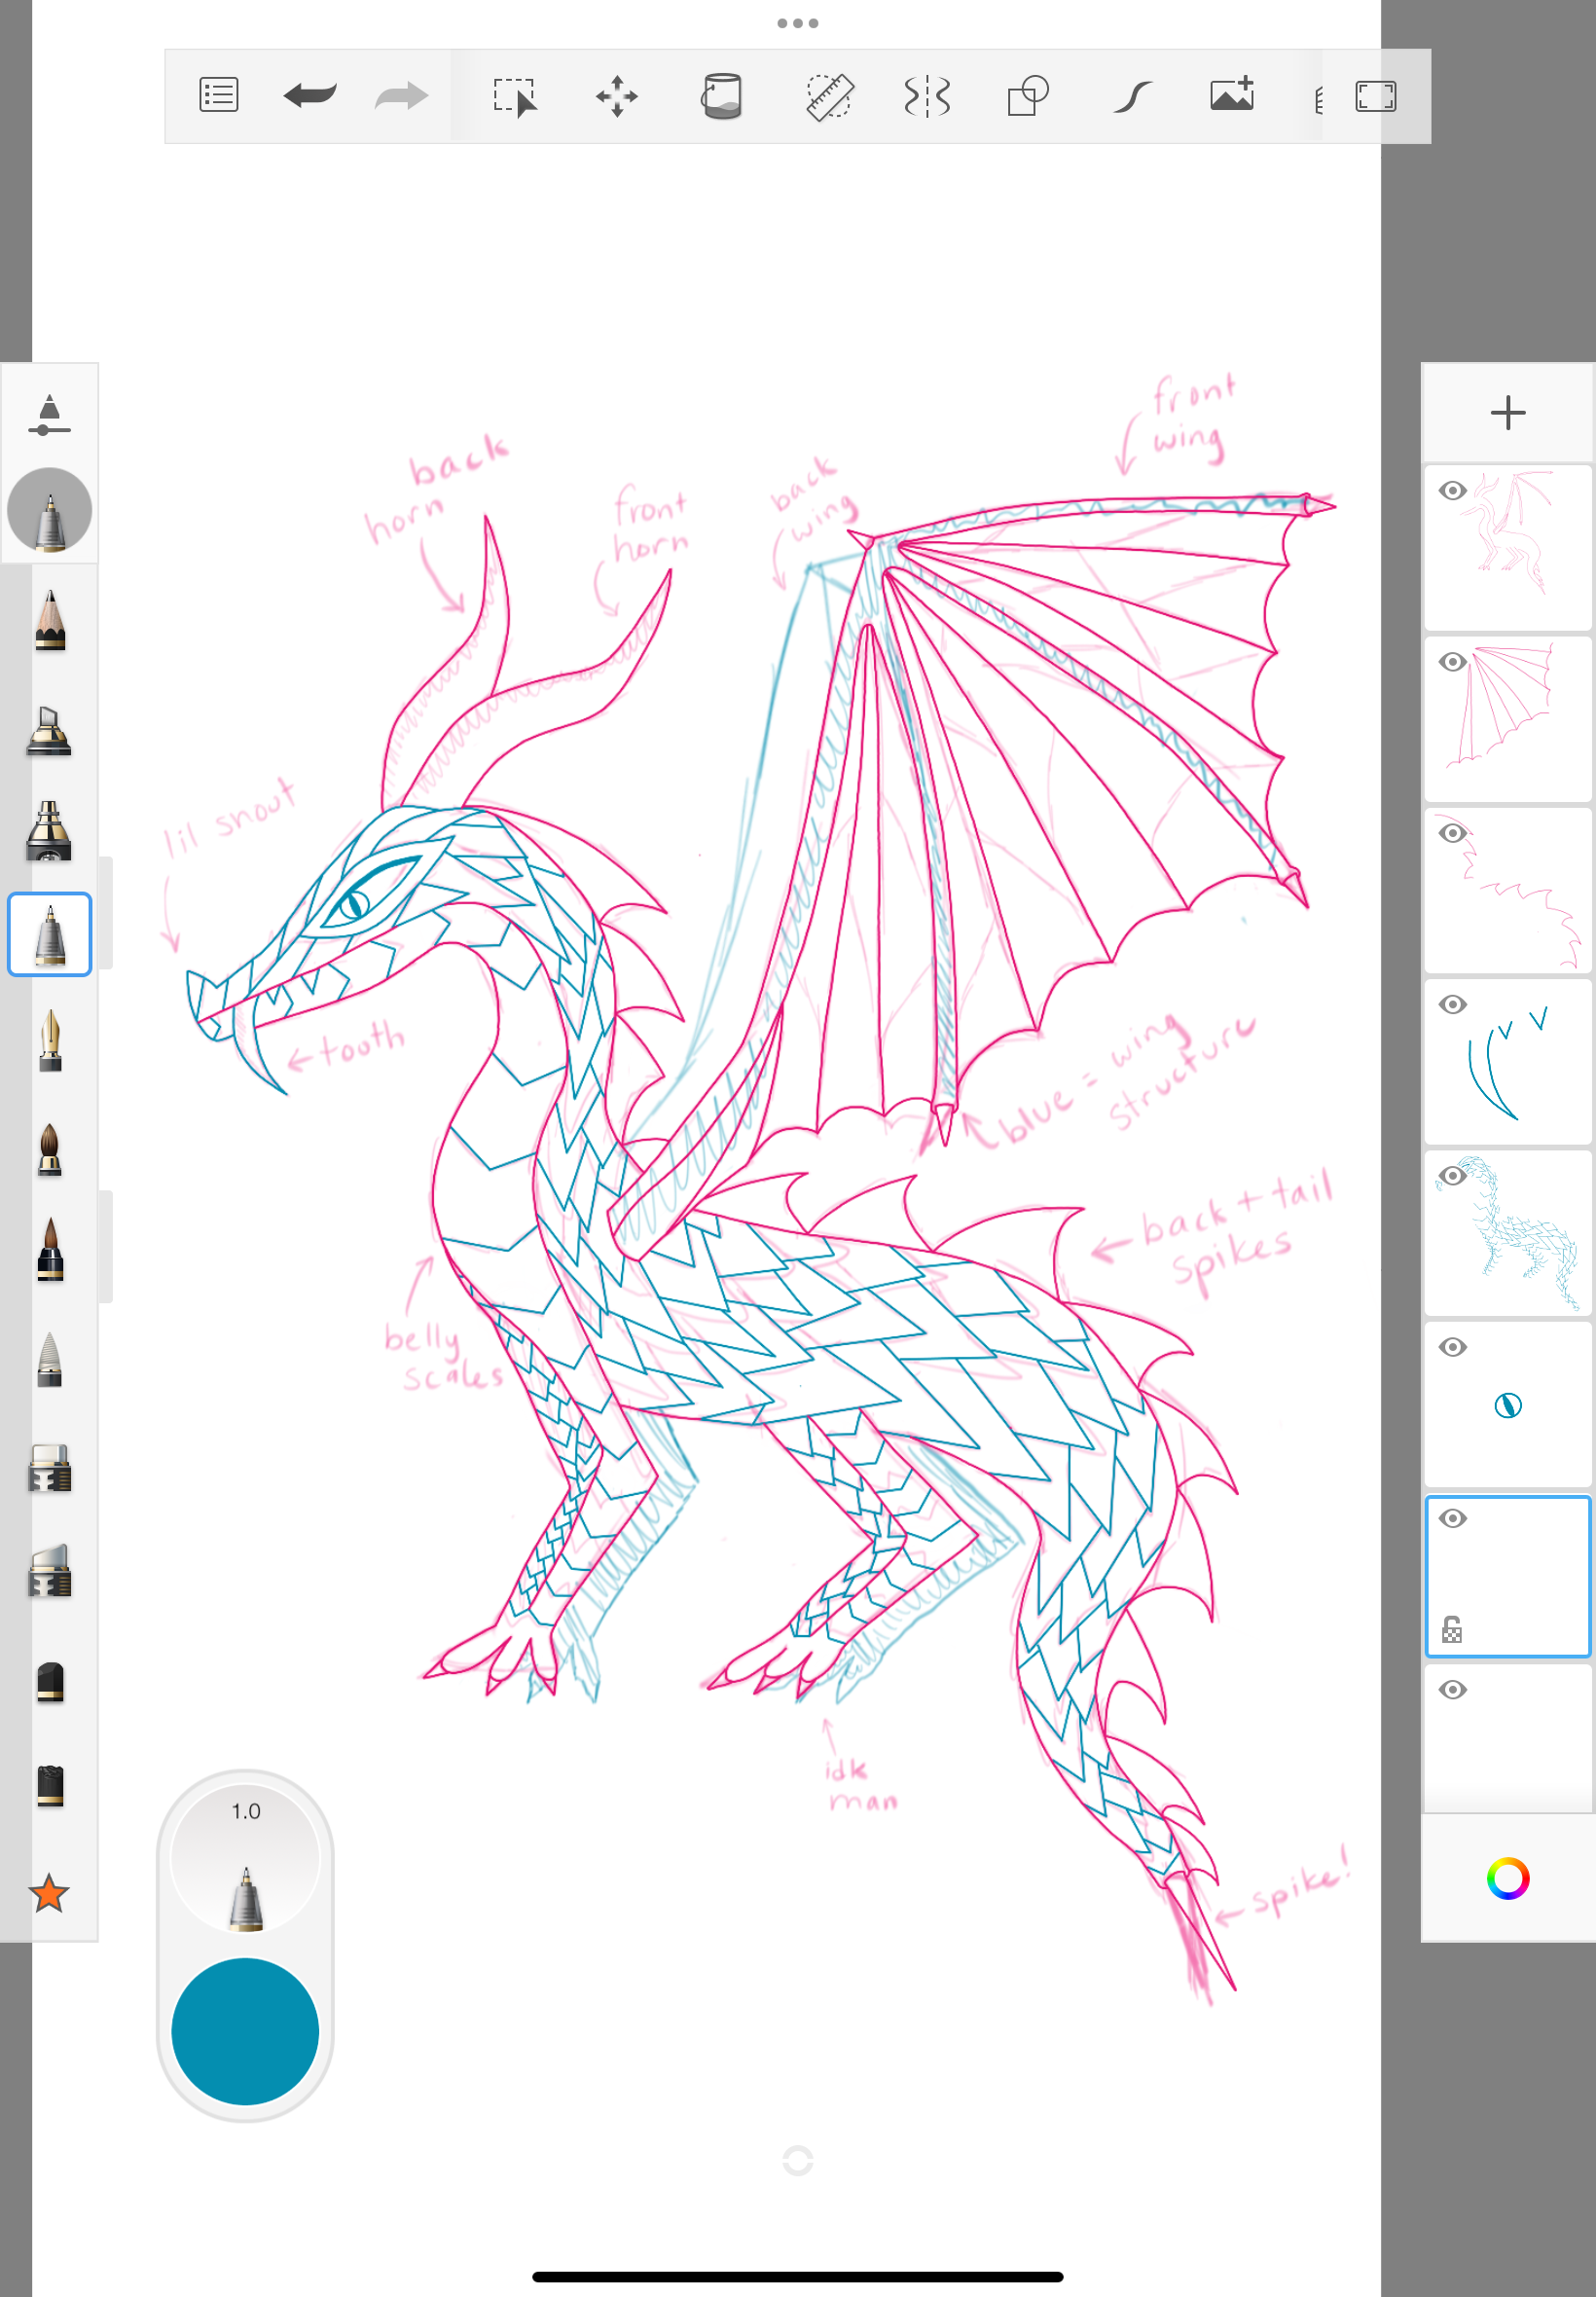 front
wing
back
horn
front
horn
back
wing
lil snout
← tooth
blue = wing
structure
← back + tail
spikes
belly
scales
idk
man
1.0
← spike!